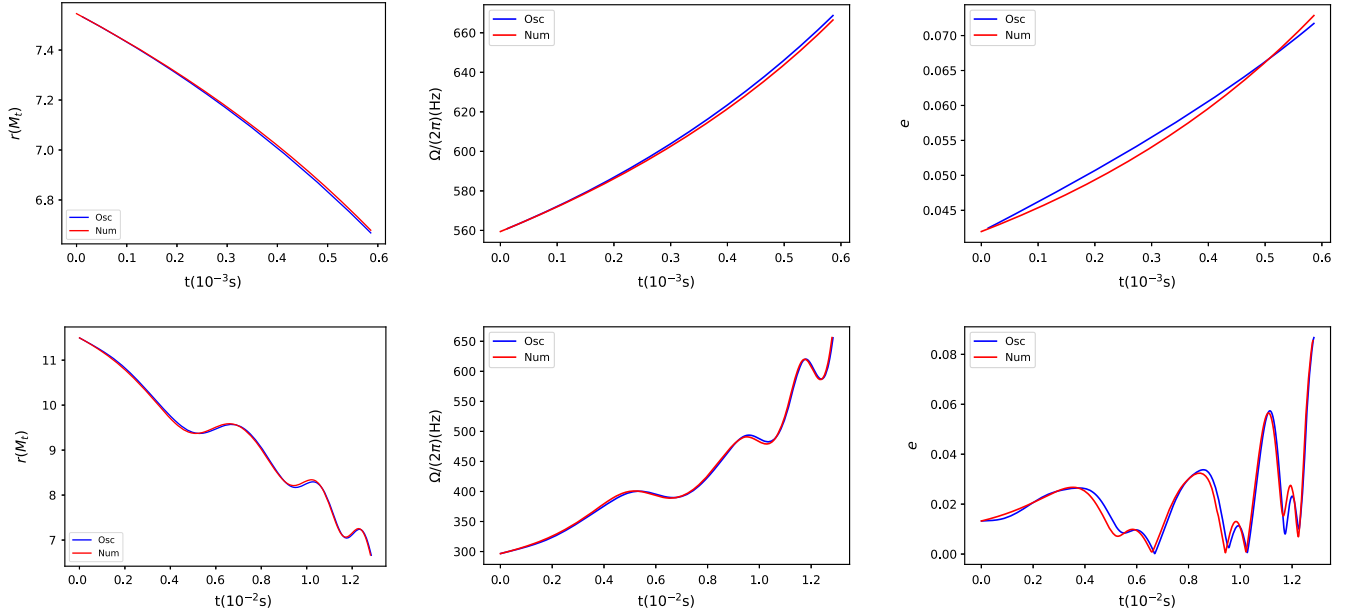 7.4
7.2
7.0
6.8
r(M_t)
Osc
Num
0.0 0.1 0.2 0.3 0.4 0.5 0.6
t(10⁻³s)
660
640
620
600
580
560
Ω/(2π)(Hz)
Osc
Num
0.0 0.1 0.2 0.3 0.4 0.5 0.6
t(10⁻³s)
0.070
0.065
0.060
0.055
0.050
0.045
e
Osc
Num
0.0 0.1 0.2 0.3 0.4 0.5 0.6
t(10⁻³s)
11
10
9
8
7
r(M_t)
Osc
Num
0.0 0.2 0.4 0.6 0.8 1.0 1.2
t(10⁻²s)
650
600
550
500
450
400
350
300
Ω/(2π)(Hz)
Osc
Num
0.0 0.2 0.4 0.6 0.8 1.0 1.2
t(10⁻²s)
0.08
0.06
0.04
0.02
0.00
e
Osc
Num
0.0 0.2 0.4 0.6 0.8 1.0 1.2
t(10⁻²s)